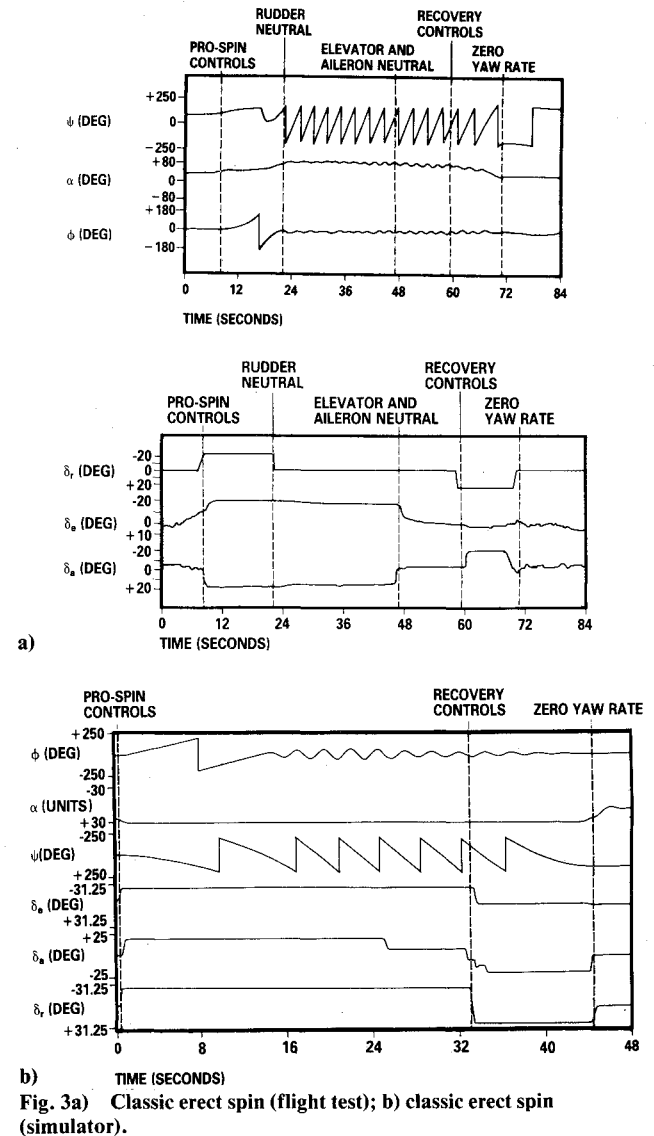 RUDDER NEUTRAL
RECOVERY CONTROLS
PRO-SPIN CONTROLS
ELEVATOR AND AILERON NEUTRAL
ZERO YAW RATE
+250
ψ (DEG) 0
-250
+80
α (DEG) 0
-80
+180
φ (DEG) 0
-180
0 12 24 36 48 60 72 84
TIME (SECONDS)
RUDDER NEUTRAL
RECOVERY CONTROLS
PRO-SPIN CONTROLS
ELEVATOR AND AILERON NEUTRAL
ZERO YAW RATE
-20
δr (DEG) 0
+20
-20
δe (DEG) 0
+10
-20
δa (DEG) 0
+20
0 12 24 36 48 60 72 84
a) TIME (SECONDS)
PRO-SPIN CONTROLS
RECOVERY CONTROLS
ZERO YAW RATE
+250
φ (DEG)
-250
-30
α (UNITS)
+30
-250
ψ(DEG)
+250
-31.25
δe (DEG)
+31.25
+25
δa (DEG)
-25
-31.25
δr (DEG)
+31.25
0 8 16 24 32 40 48
b) TIME (SECONDS)
Fig. 3a) Classic erect spin (flight test); b) classic erect spin
(simulator).